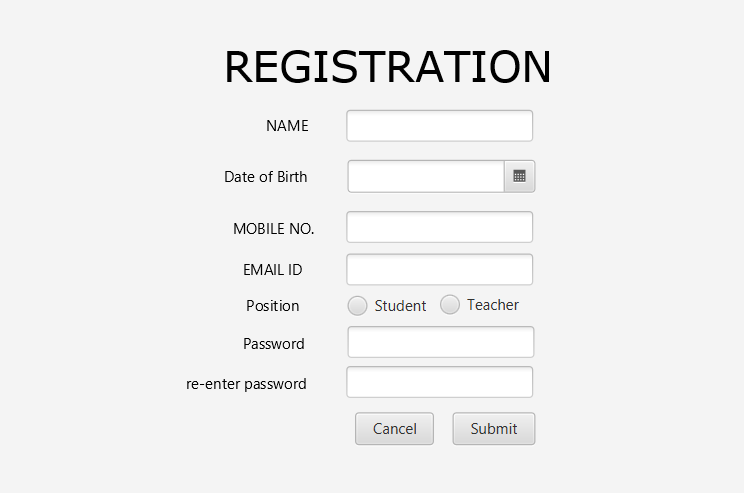 REGISTRATION
NAME
Date of Birth
MOBILE NO.
EMAIL ID
Position Student Teacher
Password
re-enter password
Cancel Submit